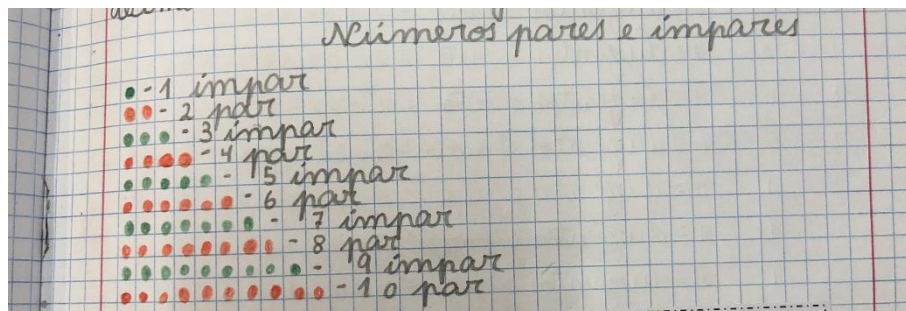 Números pares e impares
- 1 impar
- 2 par
- 3 impar
- 4 par
- 5 impar
- 6 par
- 7 impar
- 8 par
- 9 impar
- 10 par